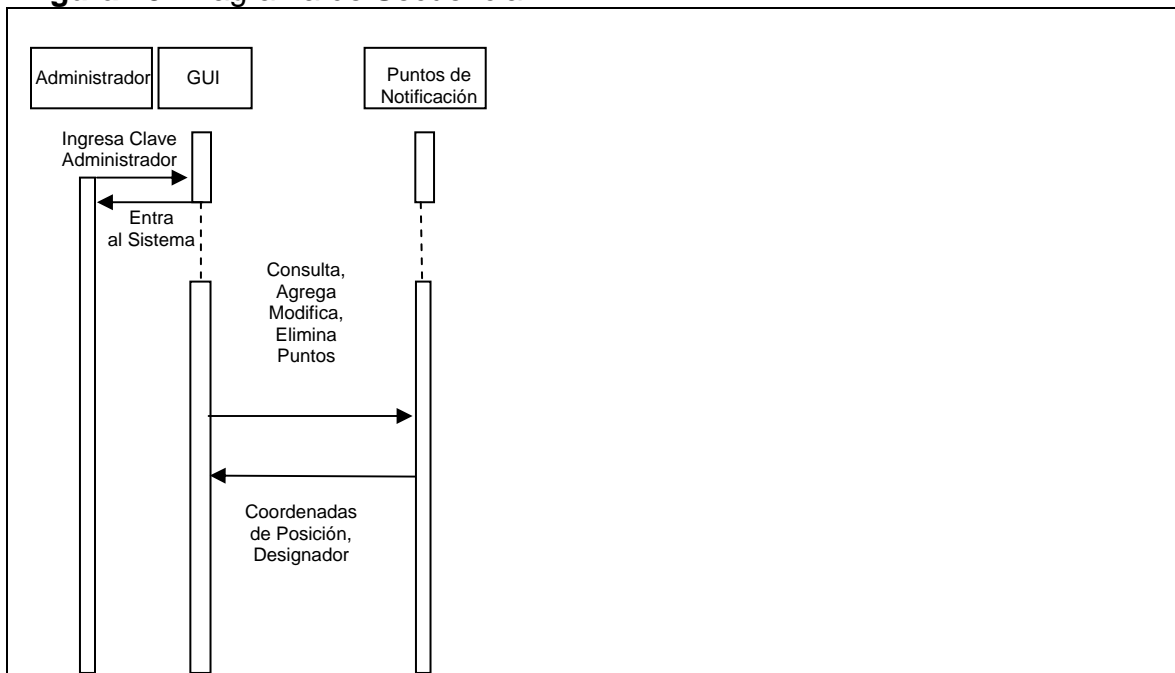 Administrador
GUI
Puntos de
Notificación
Ingresa Clave
Administrador
Entra
al Sistema
Consulta,
Agrega
Modifica,
Elimina
Puntos
Coordenadas
de Posición,
Designador